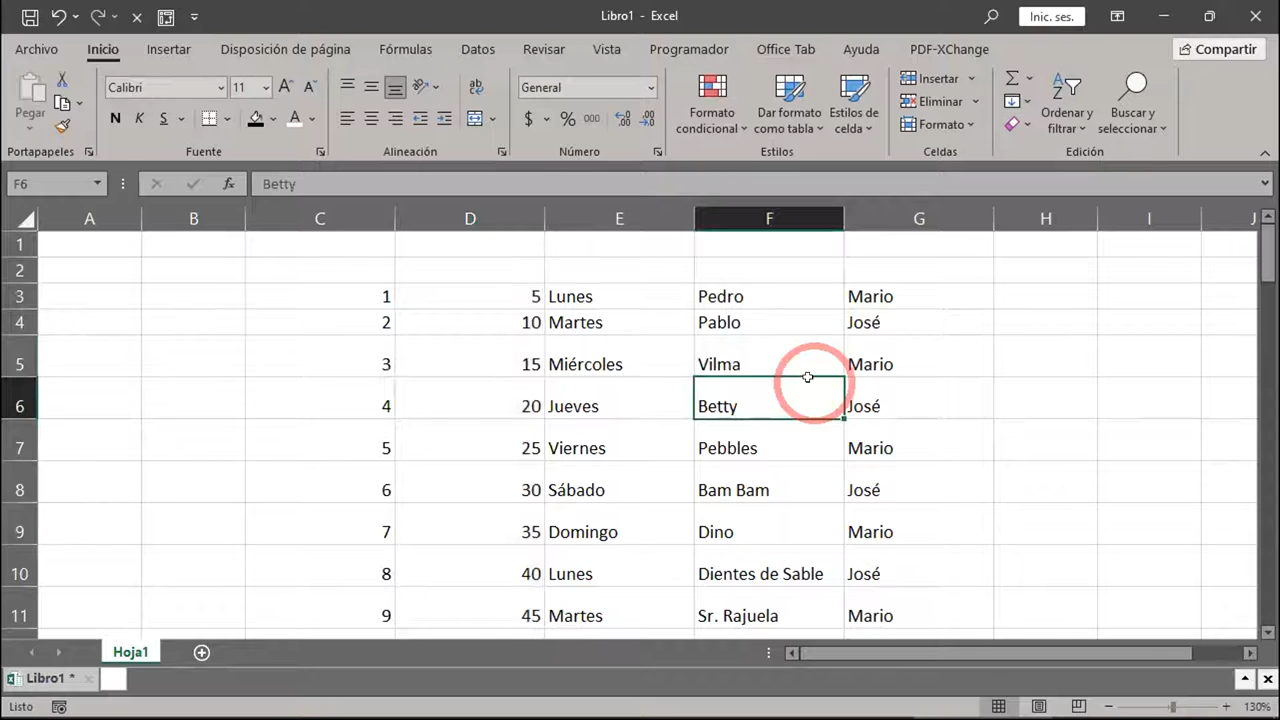 Libro1 - Excel
Inic. ses.
Archivo Inicio Insertar Disposición de página Fórmulas Datos Revisar Vista Programador Office Tab Ayuda PDF-XChange Compartir
Pegar
Calibri 11
N K S
General
$ % 000
Formato condicional
Dar formato como tabla
Estilos de celda
Insertar
Eliminar
Formato
Ordenar y filtrar
Buscar y seleccionar
Portapapeles Fuente Alineación Número Estilos Celdas Edición
F6 fx Betty
A B C D E F G H I J
1
2
3 1 5 Lunes Pedro Mario
4 2 10 Martes Pablo José
5 3 15 Miércoles Vilma Mario
6 4 20 Jueves Betty José
7 5 25 Viernes Pebbles Mario
8 6 30 Sábado Bam Bam José
9 7 35 Domingo Dino Mario
10 8 40 Lunes Dientes de Sable José
11 9 45 Martes Sr. Rajuela Mario
Hoja1
Libro1 *
Listo 130%